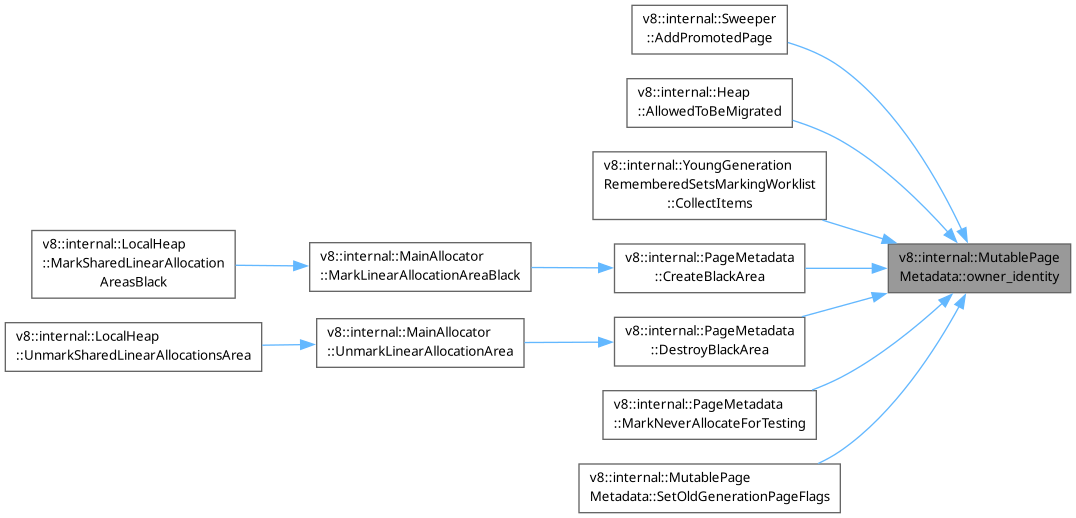 v8::internal::Sweeper
::AddPromotedPage
v8::internal::Heap
::AllowedToBeMigrated
v8::internal::YoungGeneration
RememberedSetsMarkingWorklist
::CollectItems
v8::internal::LocalHeap
::MarkSharedLinearAllocation
AreasBlack
v8::internal::MainAllocator
::MarkLinearAllocationAreaBlack
v8::internal::PageMetadata
::CreateBlackArea
v8::internal::MutablePage
Metadata::owner_identity
v8::internal::LocalHeap
::UnmarkSharedLinearAllocationsArea
v8::internal::MainAllocator
::UnmarkLinearAllocationArea
v8::internal::PageMetadata
::DestroyBlackArea
v8::internal::PageMetadata
::MarkNeverAllocateForTesting
v8::internal::MutablePage
Metadata::SetOldGenerationPageFlags